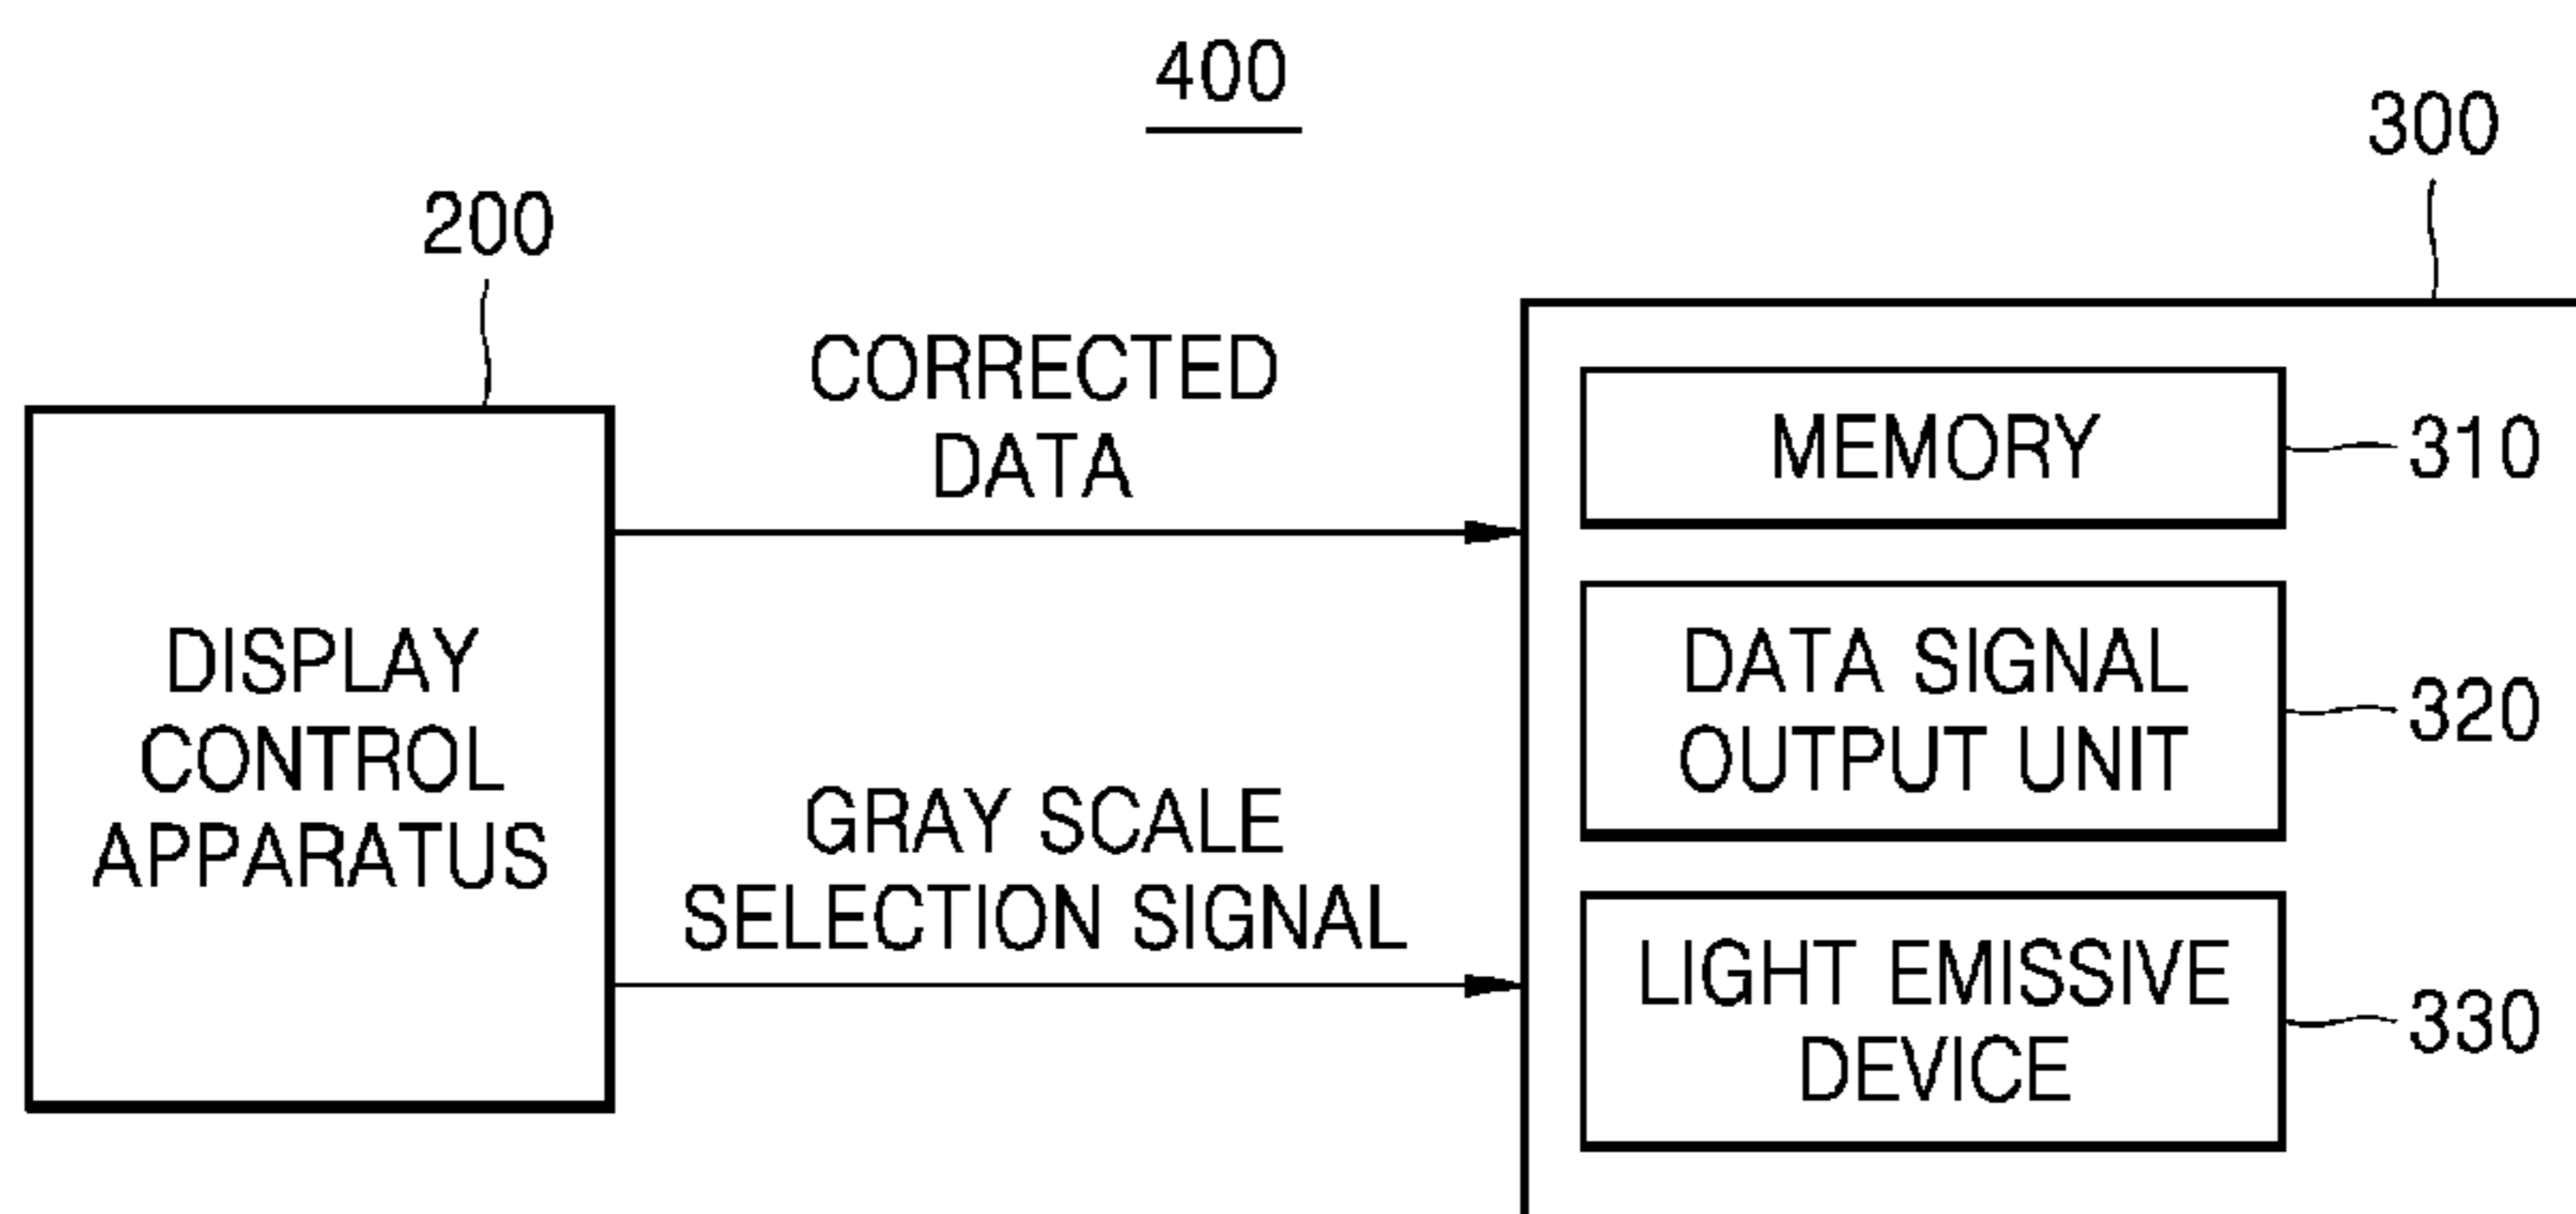 400
300
200
CORRECTED
DATA
MEMORY
310
DISPLAY
CONTROL
APPARATUS
DATA SIGNAL
OUTPUT UNIT
320
GRAY SCALE
SELECTION SIGNAL
LIGHT EMISSIVE
DEVICE
330